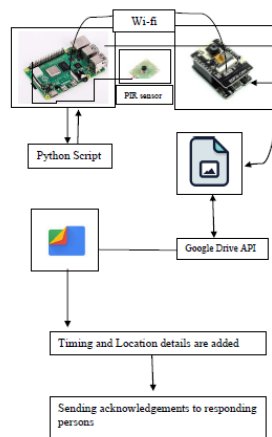 Wi-fi
PIR sensor
Python Script
Google Drive API
Timing and Location details are added
Sending acknowledgements to responding
persons